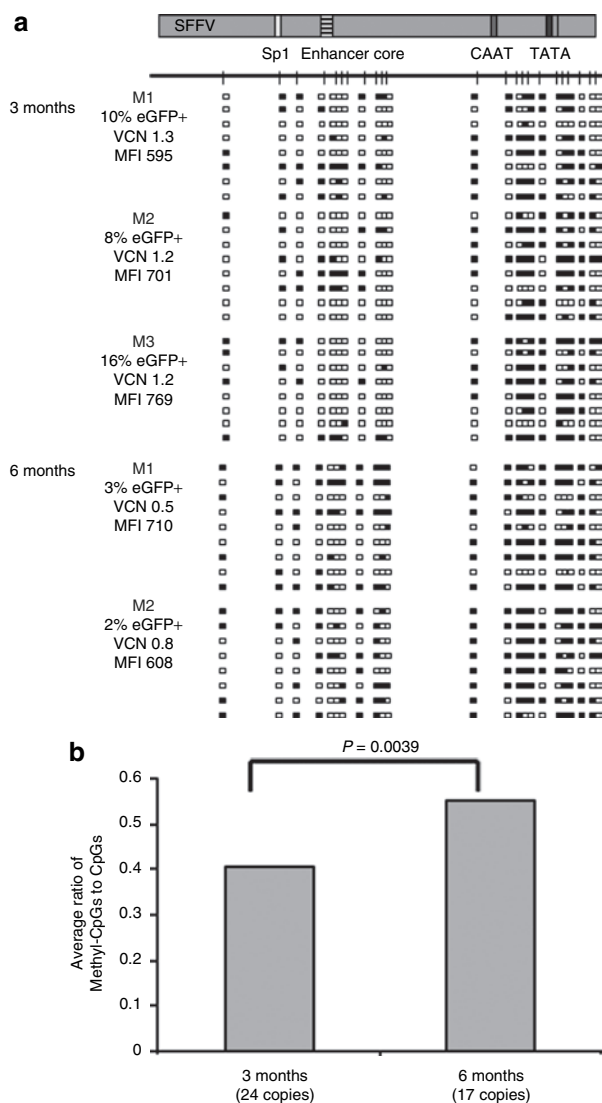 a
SFFV
Sp1 Enhancer core CAAT TATA
3 months
M1
10% eGFP+
VCN 1.3
MFI 595
M2
8% eGFP+
VCN 1.2
MFI 701
M3
16% eGFP+
VCN 1.2
MFI 769
6 months
M1
3% eGFP+
VCN 0.5
MFI 710
M2
2% eGFP+
VCN 0.8
MFI 608
b
P = 0.0039
Average ratio of
Methyl-CpGs to CpGs
0.6
0.5
0.4
0.3
0.2
0.1
0
3 months
(24 copies)
6 months
(17 copies)